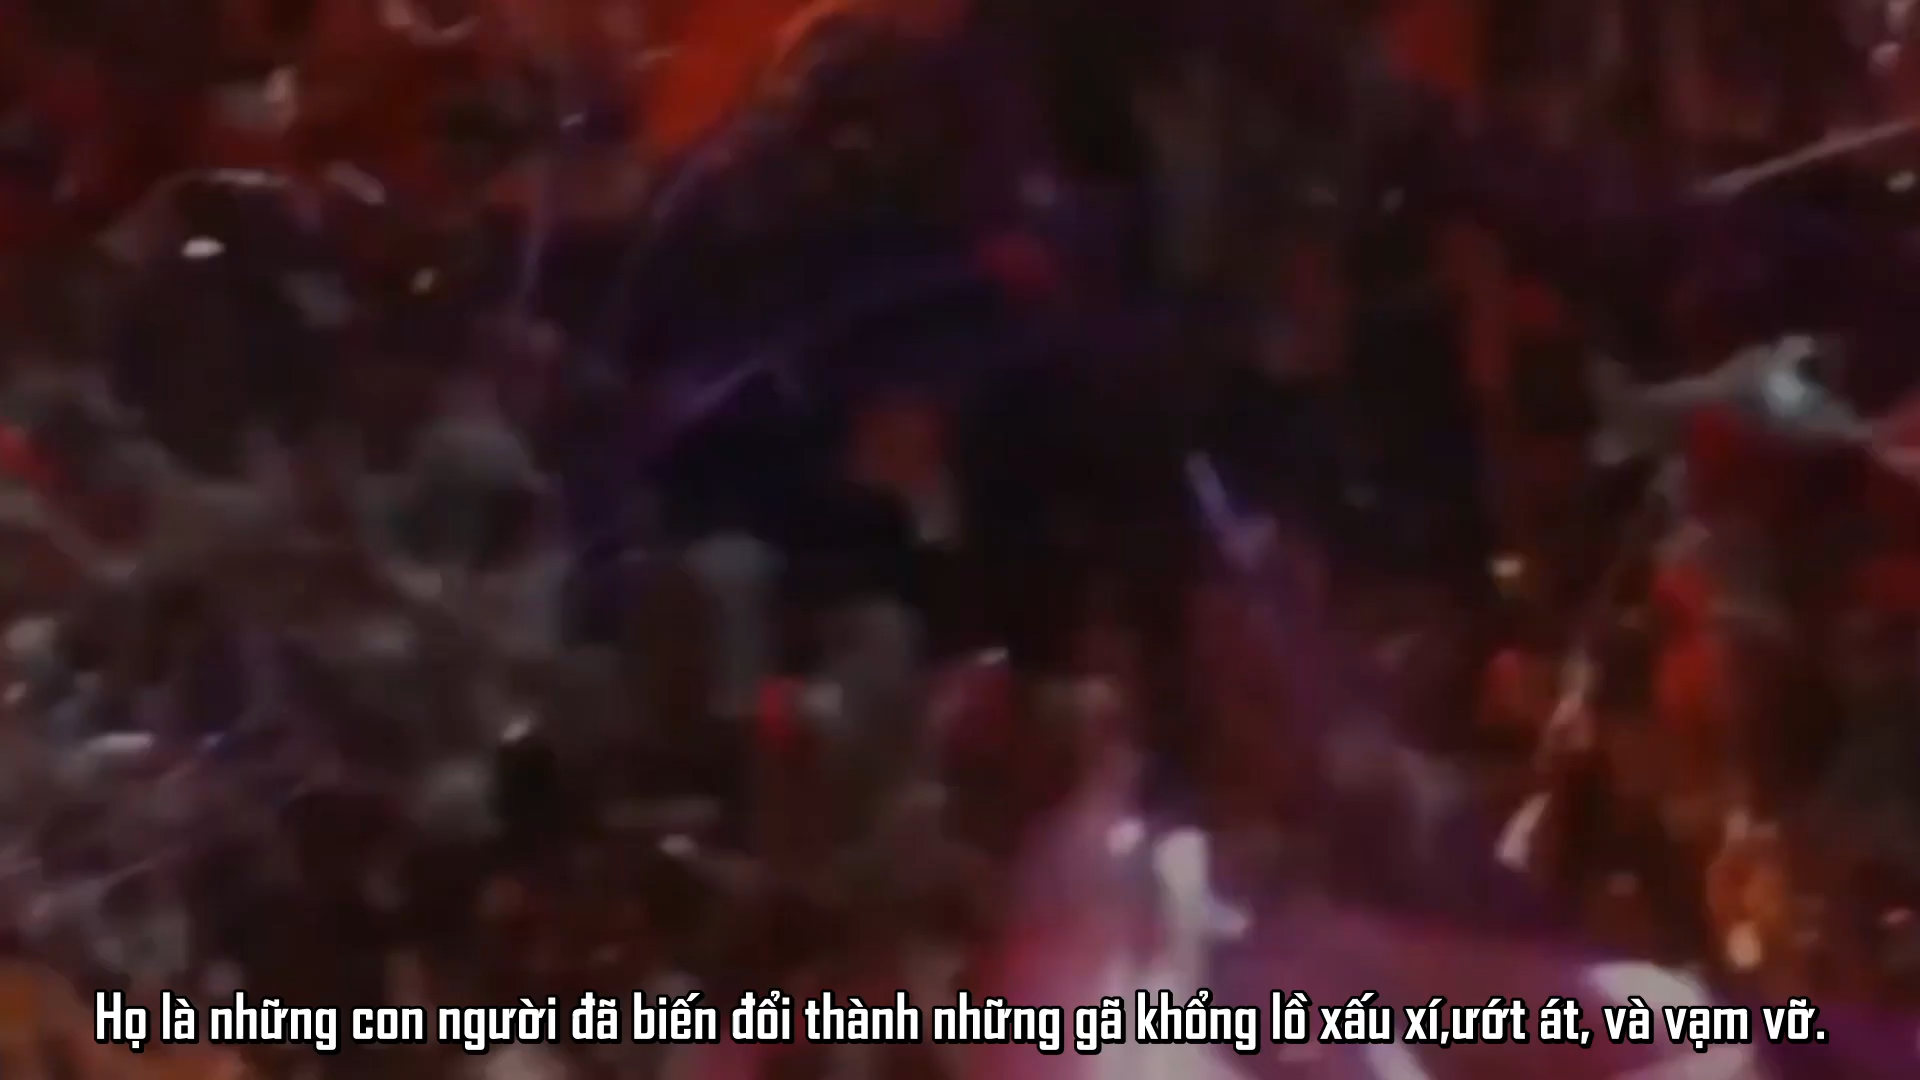 Họ là những con người đã biến đổi thành những gã khổng lồ xấu xí,ướt át, và vạm vỡ.